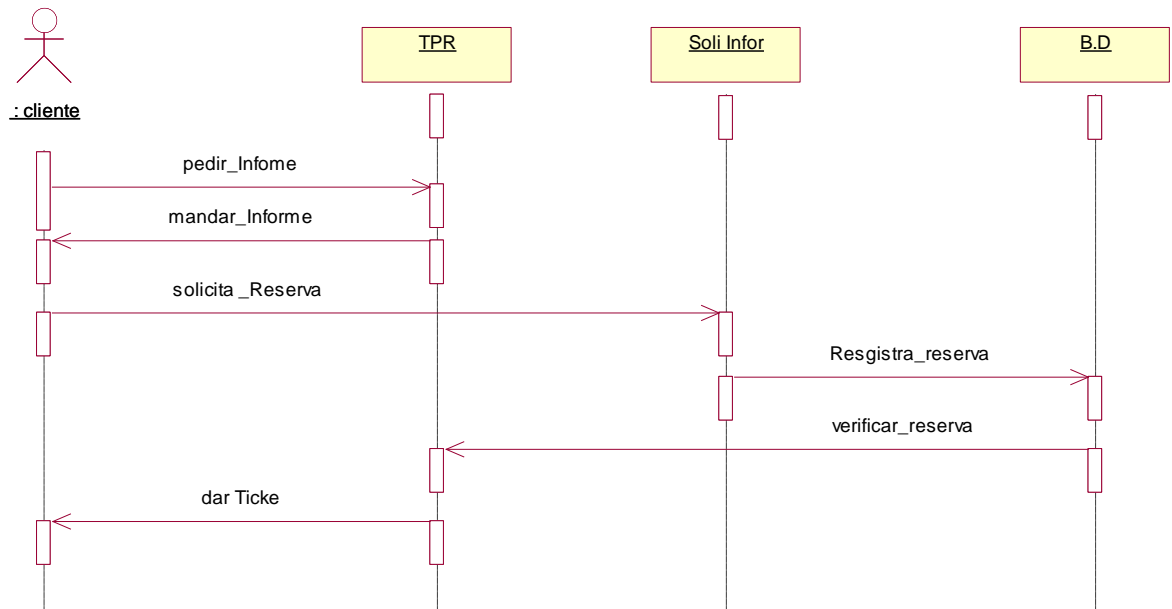 TPR
Soli Infor
B.D
: cliente
pedir_Infome
mandar_Informe
solicita _Reserva
Resgistra_reserva
verificar_reserva
dar Ticke